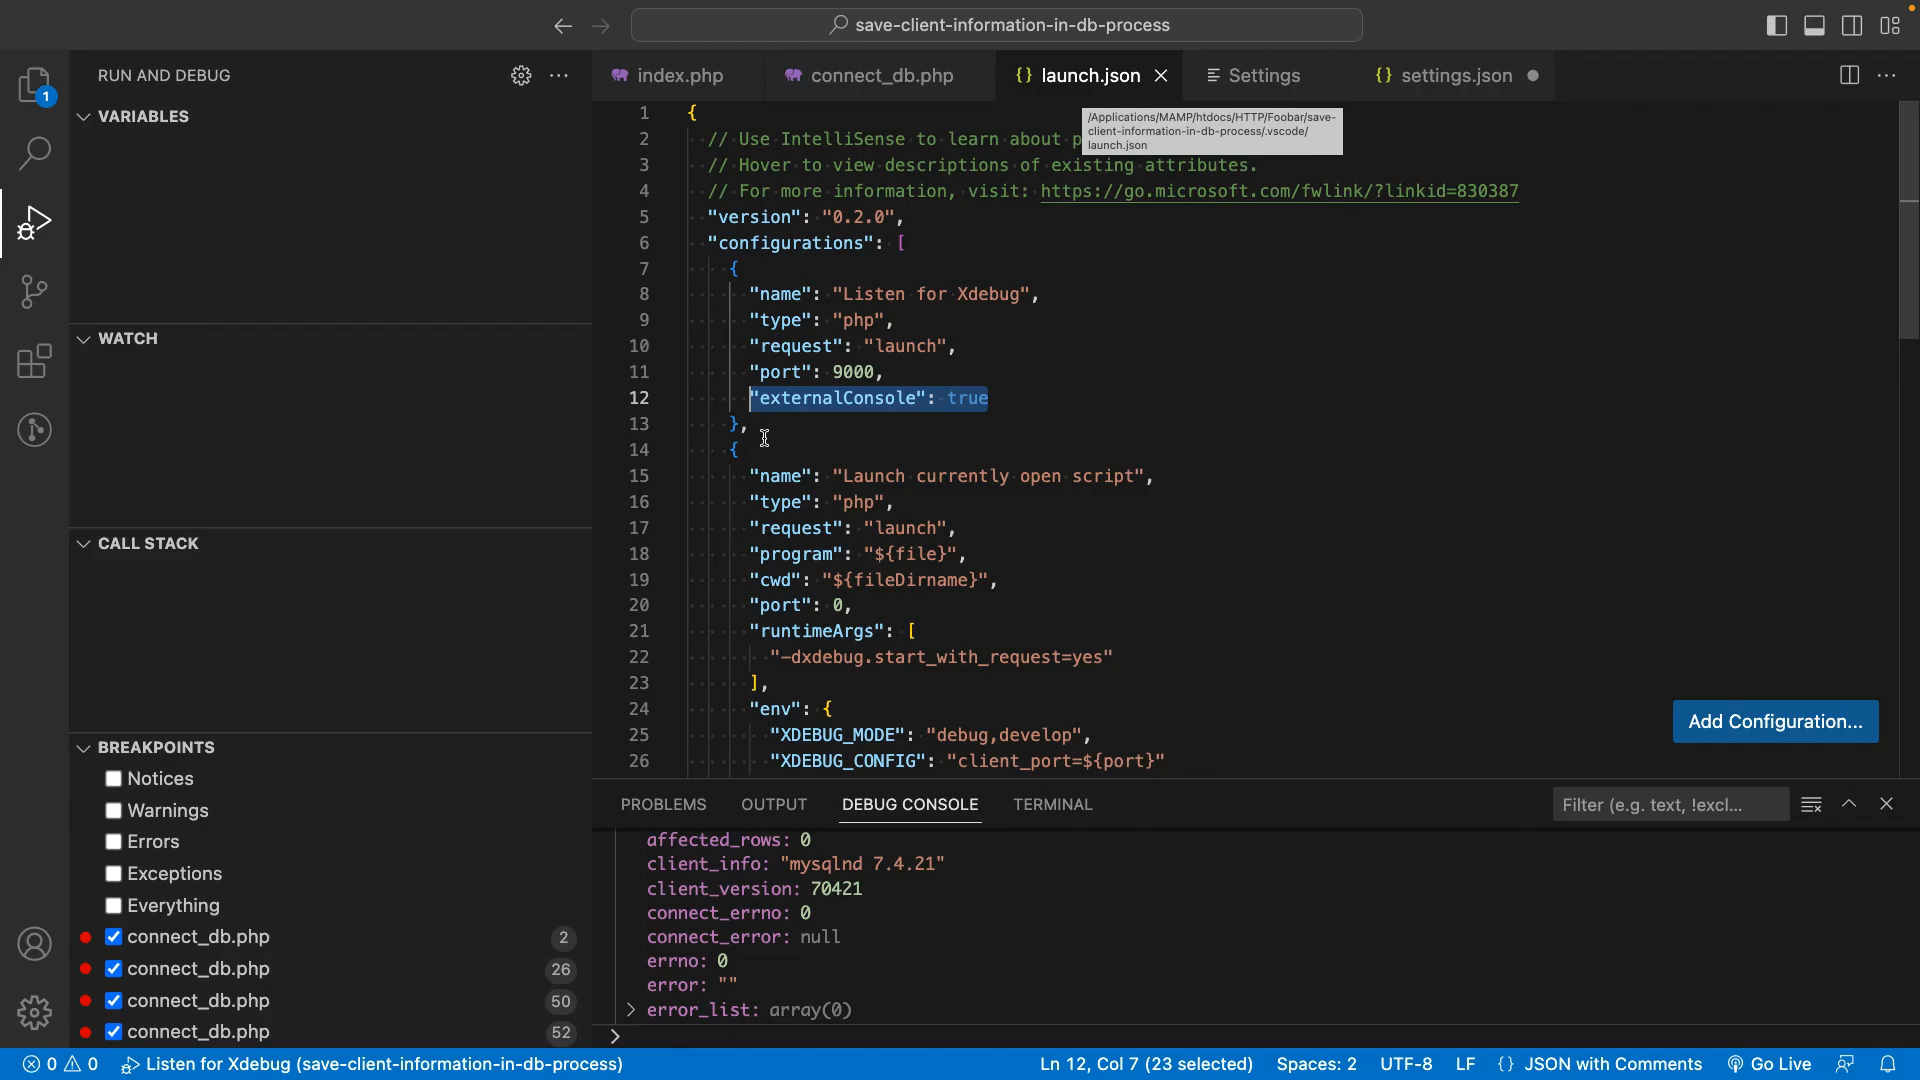 save-client-information-in-db-process
RUN AND DEBUG
index.php
connect_db.php
{} launch.json
Settings
{} settings.json
1
VARIABLES
1 {
/Applications/MAMP/htdocs/HTTP/Foobar/save-
client-information-in-db-process/.vscode/
launch.json
2 // Use IntelliSense to learn about p
3 // Hover to view descriptions of existing attributes.
4 // For more information, visit: https://go.microsoft.com/fwlink/?linkid=830387
5 "version": "0.2.0",
6 "configurations": [
7 {
8 "name": "Listen for Xdebug",
9 "type": "php",
WATCH
10 "request": "launch",
11 "port": 9000,
12 "externalConsole": true
13 },
14 {
15 "name": "Launch currently open script",
16 "type": "php",
17 "request": "launch",
CALL STACK
18 "program": "${file}",
19 "cwd": "${fileDirname}",
20 "port": 0,
21 "runtimeArgs": [
22 "-dxdebug.start_with_request=yes"
23 ],
24 "env": {
25 "XDEBUG_MODE": "debug,develop",
26 "XDEBUG_CONFIG": "client_port=${port}"
Add Configuration...
BREAKPOINTS
Notices
Warnings
Errors
Exceptions
Everything
connect_db.php 2
connect_db.php 26
connect_db.php 50
connect_db.php 52
PROBLEMS
OUTPUT
DEBUG CONSOLE
TERMINAL
Filter (e.g. text, !excl...
affected_rows: 0
client_info: "mysqlnd 7.4.21"
client_version: 70421
connect_errno: 0
connect_error: null
errno: 0
error: ""
> error_list: array(0)
>
0 0 Listen for Xdebug (save-client-information-in-db-process)
Ln 12, Col 7 (23 selected)
Spaces: 2
UTF-8
LF
{} JSON with Comments
Go Live